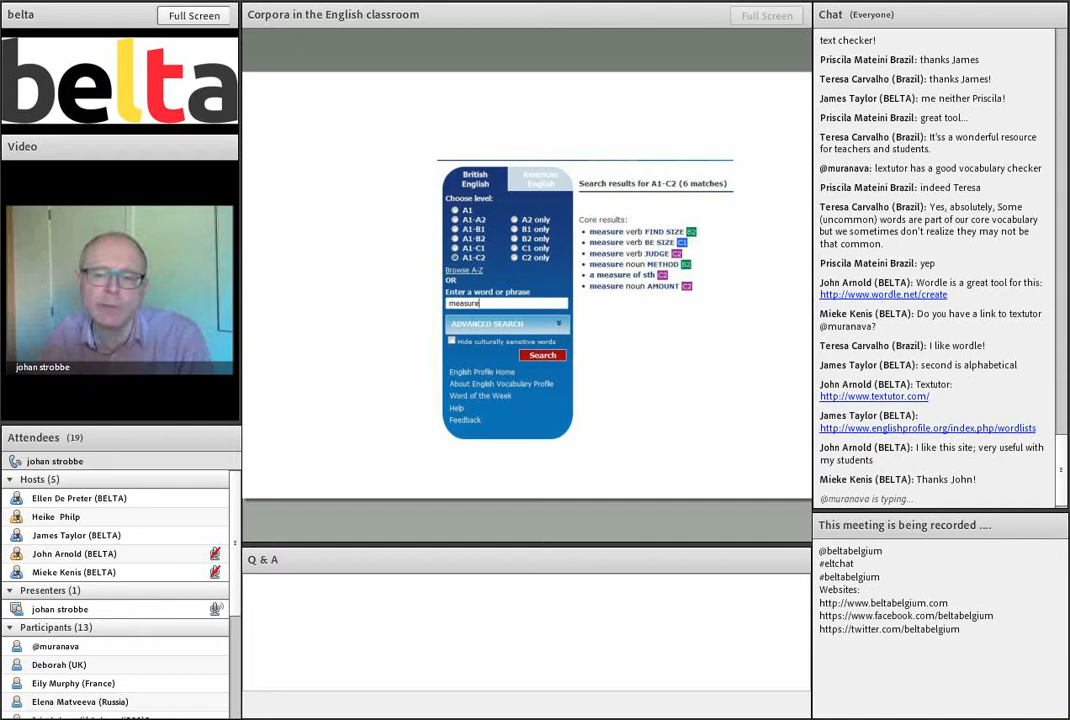 belta
Full Screen
belta
Video
johan strobbe
Attendees (19)
johan strobbe
Hosts (5)
Ellen De Preter (BELTA)
Heike Philp
James Taylor (BELTA)
John Arnold (BELTA)
Mieke Kenis (BELTA)
Presenters (1)
johan strobbe
Participants (13)
@muranava
Deborah (UK)
Eily Murphy (France)
Elena Matveeva (Russia)
Corpora in the English classroom
Full Screen
British English
American English
Choose level:
A1
A1-A2
A2 only
A1-B1
B1 only
A1-B2
B2 only
A1-C1
C1 only
A1-C2
C2 only
Browse A-Z
OR
Enter a word or phrase
measure
ADVANCED SEARCH
Hide culturally sensitive words
Search
English Profile Home
About English Vocabulary Profile
Word of the Week
Help
Feedback
Search results for A1-C2 (6 matches)
Core results:
measure verb FIND SIZE B2
measure verb BE SIZE C1
measure verb JUDGE C2
measure noun METHOD B2
a measure of sth C2
measure noun AMOUNT C2
Q & A
Chat (Everyone)
text checker!
Priscila Mateini Brazil: thanks James
Teresa Carvalho (Brazil): thanks James!
James Taylor (BELTA): me neither Priscila!
Priscila Mateini Brazil: great tool...
Teresa Carvalho (Brazil): It'ss a wonderful resource
for teachers and students.
@muranava: lextutor has a good vocabulary checker
Priscila Mateini Brazil: indeed Teresa
Teresa Carvalho (Brazil): Yes, absolutely, Some
(uncommon) words are part of our core vocabulary
but we sometimes don't realize they may not be
that common.
Priscila Mateini Brazil: yep
John Arnold (BELTA): Wordle is a great tool for this:
http://www.wordle.net/create
Mieke Kenis (BELTA): Do you have a link to textutor
@muranava?
Teresa Carvalho (Brazil): I like wordle!
James Taylor (BELTA): second is alphabetical
John Arnold (BELTA): Textutor:
http://www.textutor.com/
James Taylor (BELTA):
http://www.englishprofile.org/index.php/wordlists
John Arnold (BELTA): I like this site; very useful with
my students
Mieke Kenis (BELTA): Thanks John!
@muranava is typing...
This meeting is being recorded ....
@beltabelgium
#eltchat
#beltabelgium
Websites:
http://www.beltabelgium.com
https://www.facebook.com/beltabelgium
https://twitter.com/beltabelgium